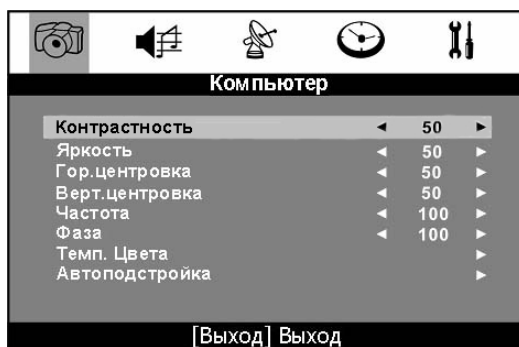 Компьютер
Контрастность 50
Яркость 50
Гор.центровка 50
Верт.центровка 50
Частота 100
Фаза 100
Темп. Цвета
Автоподстройка
[Выход] Выход